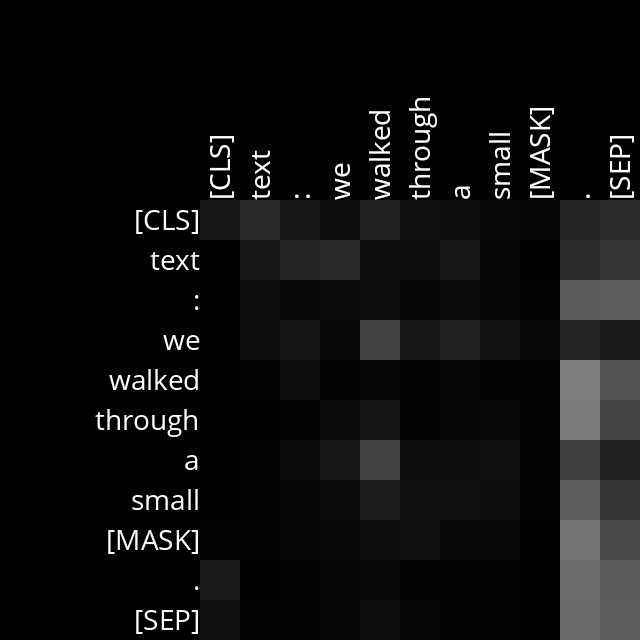 [CLS] text : we walked through a small [MASK] . [SEP]
[CLS]
text
:
we
walked
through
a
small
[MASK]
.
[SEP]